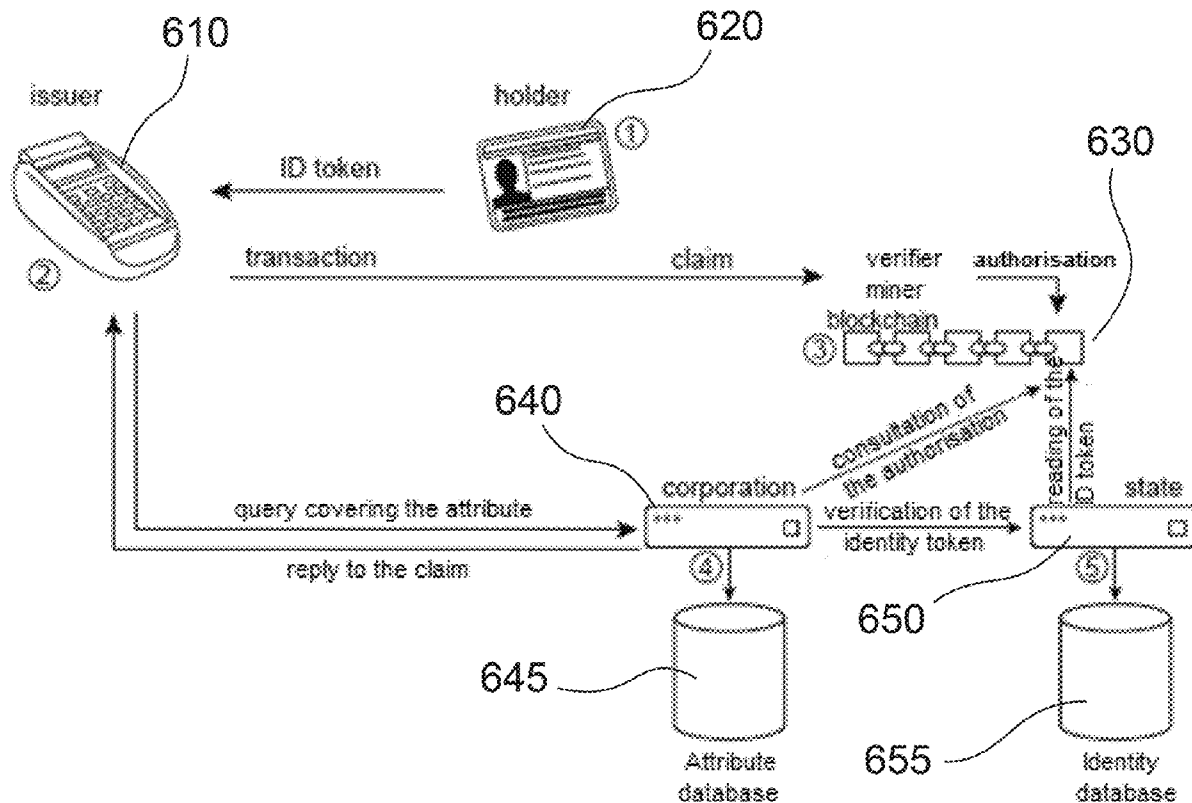 610
620
issuer
holder
①
630
ID token
②
transaction
claim
verifier
miner
blockchain
authorisation
③
640
consultation of
the authorisation
reading of the
ID token
corporation
state
query covering the attribute
verification of the
identity token
reply to the claim
④
⑤
650
645
655
Attribute
database
Identity
database